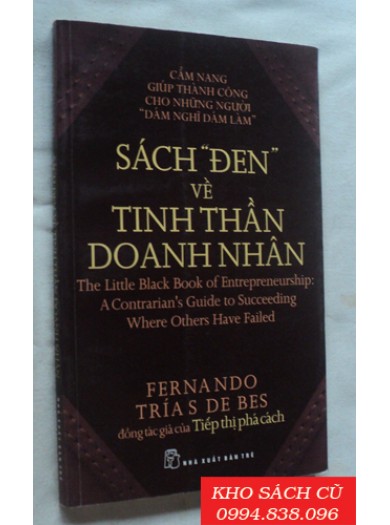 CẨM NANG
GIÚP THÀNH CÔNG
CHO NHỮNG NGƯỜI
"DÁM NGHĨ DÁM LÀM"
SÁCH "ĐEN"
VỀ
TINH THẦN
DOANH NHÂN
The Little Black Book of Entrepreneurship:
A Contrarian's Guide to Succeeding
Where Others Have Failed
FERNANDO
TRÍAS DE BES
đồng tác giả của Tiếp thị phá cách
NHÀ XUẤT BẢN TRẺ
KHO SÁCH CŨ
0994.838.096